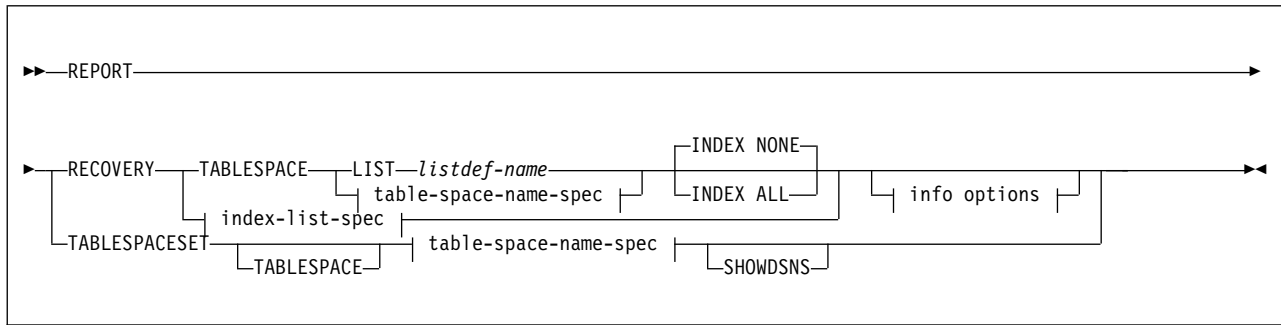 REPORT
INDEX NONE
RECOVERY TABLESPACE LIST listdef-name INDEX ALL
table-space-name-spec info options
index-list-spec
TABLESPACESET table-space-name-spec
TABLESPACE SHOWDSNS